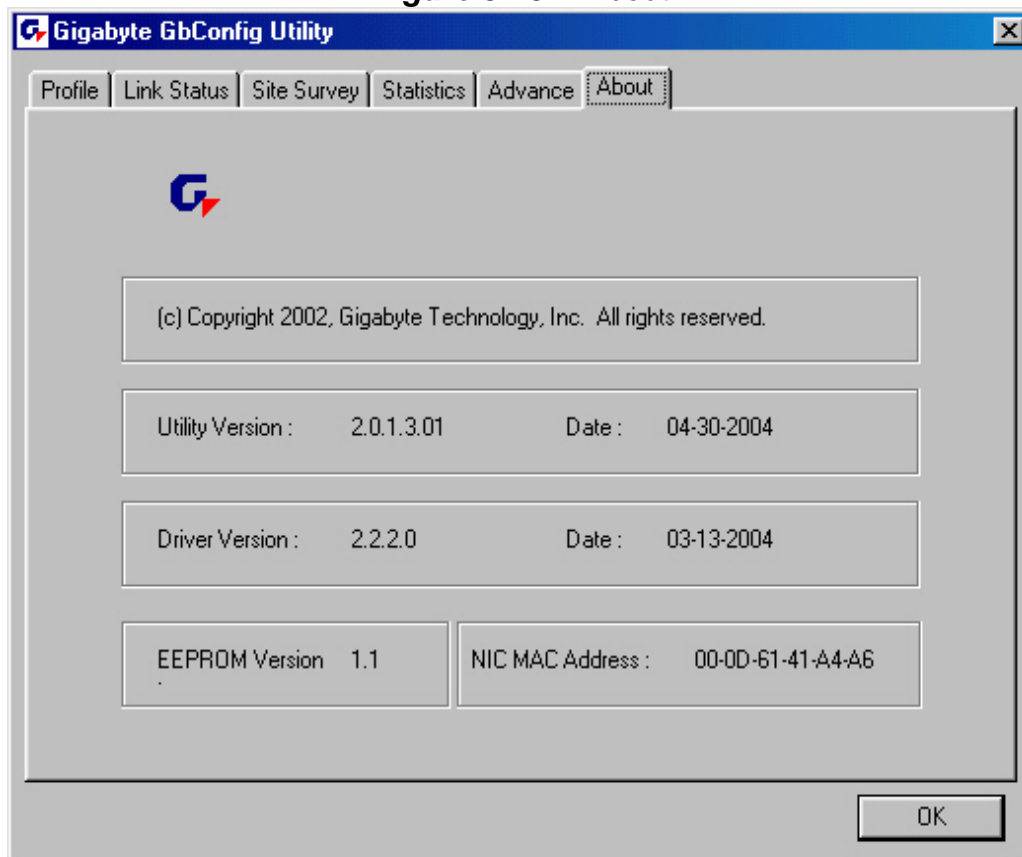 Gigabyte GbConfig Utility
Profile Link Status Site Survey Statistics Advance About
(c) Copyright 2002, Gigabyte Technology, Inc. All rights reserved.
Utility Version : 2.0.1.3.01 Date : 04-30-2004
Driver Version : 2.2.2.0 Date : 03-13-2004
EEPROM Version 1.1 NIC MAC Address : 00-0D-61-41-A4-A6
OK